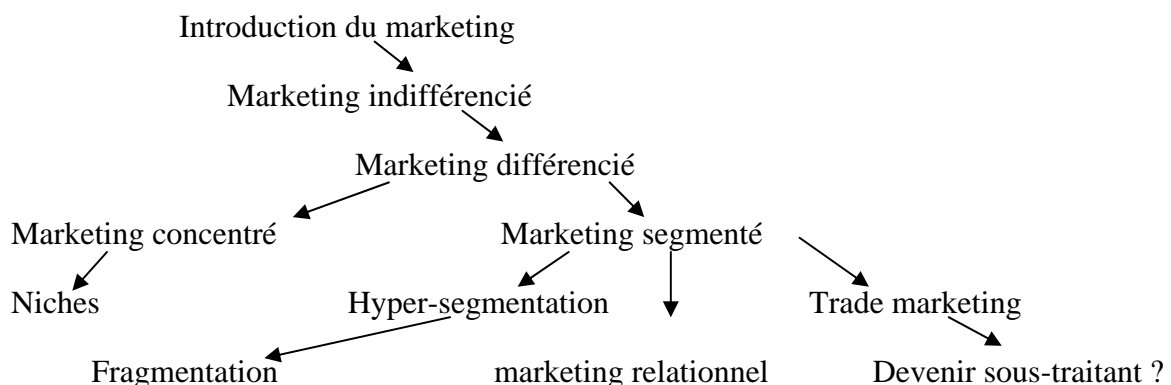 Introduction du marketing
Marketing indifférencié
Marketing différencié
Marketing concentré Marketing segmenté
Niches Hyper-segmentation Trade marketing
Fragmentation marketing relationnel Devenir sous-traitant ?